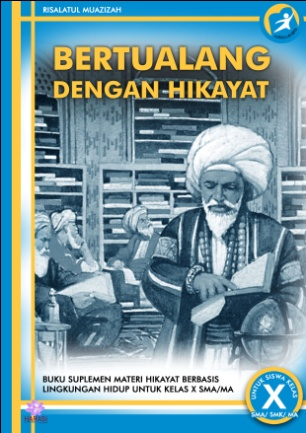 RISALATUL MUAZIZAH
BERTUALANG
DENGAN HIKAYAT
BUKU SUPLEMEN MATERI HIKAYAT BERBASIS
LINGKUNGAN HIDUP UNTUK KELAS X SMA/MA
UNTUK SISWA KELAS
X
SMA/ SMK/ MA